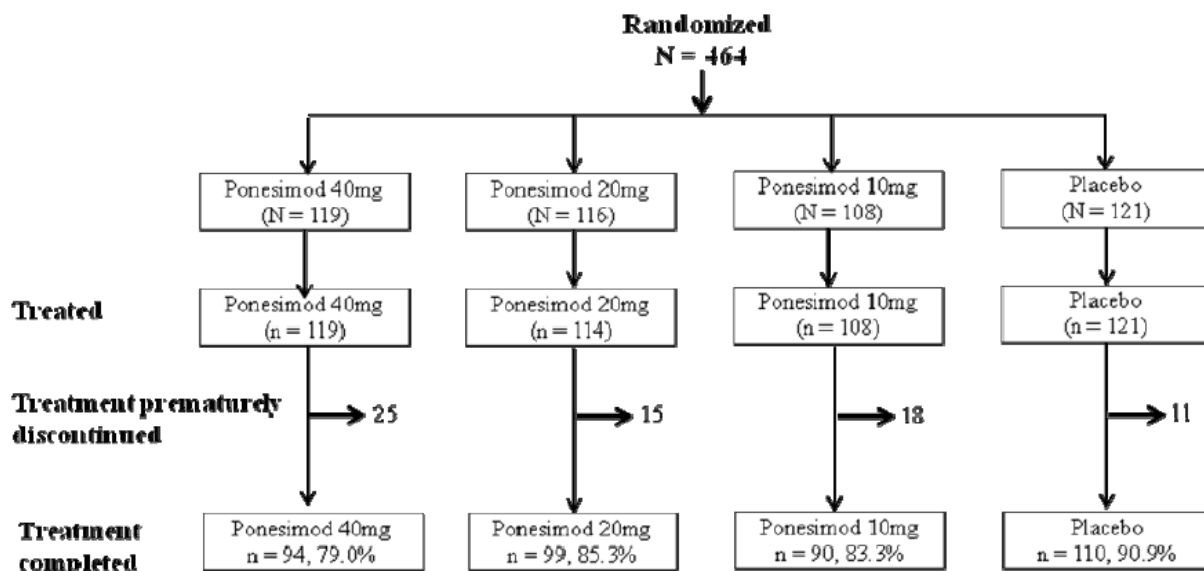 Randomized
N = 464
Ponesimod 40mg
(N = 119)
Ponesimod 20mg
(N = 116)
Ponesimod 10mg
(N = 108)
Placebo
(N = 121)
Treated
Ponesimod 40mg
(n = 119)
Ponesimod 20mg
(n = 114)
Ponesimod 10mg
(n = 108)
Placebo
(n = 121)
Treatment prematurely
discontinued
25
15
18
11
Treatment
completed
Ponesimod 40mg
n = 94, 79.0%
Ponesimod 20mg
n = 99, 85.3%
Ponesimod 10mg
n = 90, 83.3%
Placebo
n = 110, 90.9%